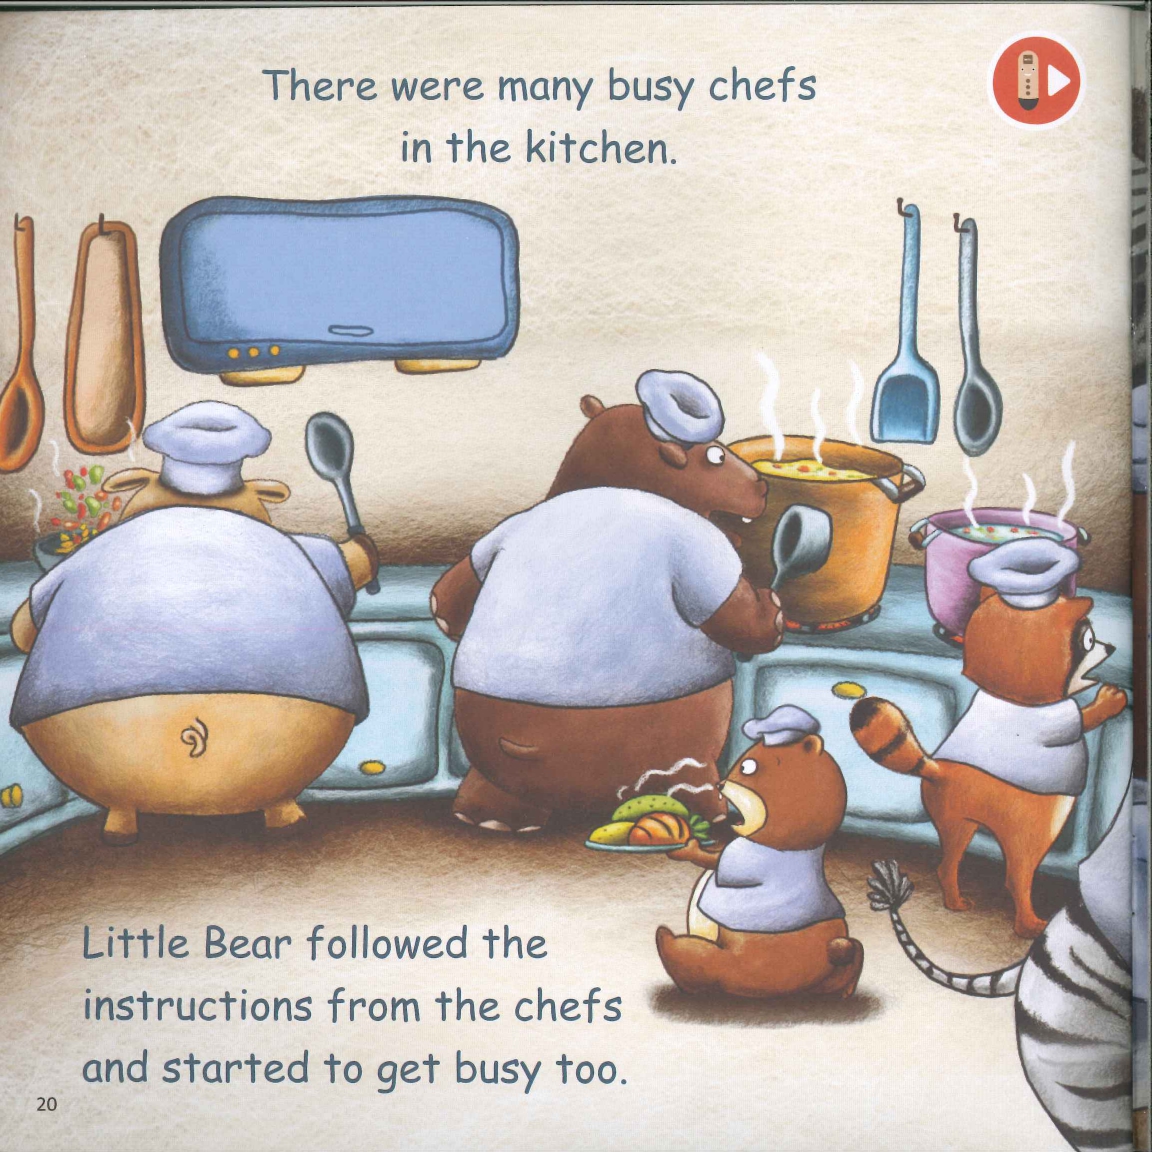 There were many busy chefs
in the kitchen.
Little Bear followed the
instructions from the chefs
and started to get busy too.
20